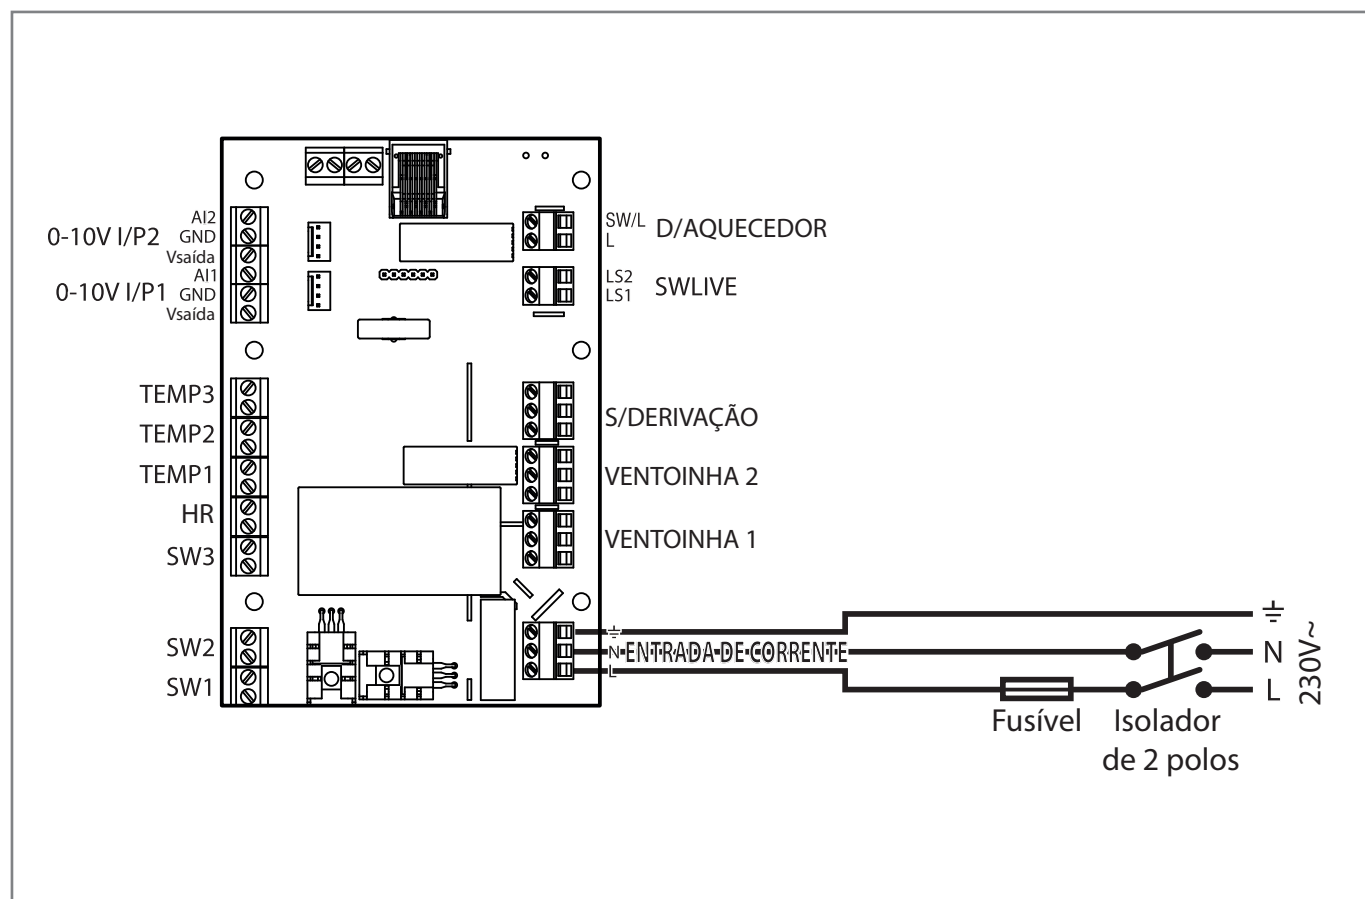 AI2
0-10V I/P2
GND
Vsaída
AI1
0-10V I/P1
GND
Vsaída
TEMP3
TEMP2
TEMP1
HR
SW3
SW2
SW1
SW/L
D/AQUECEDOR
L
LS2
SWLIVE
LS1
S/DERIVAÇÃO
VENTOINHA 2
VENTOINHA 1
N ENTRADA DE CORRENTE
L
N
L
230V~
Fusível
Isolador
de 2 polos